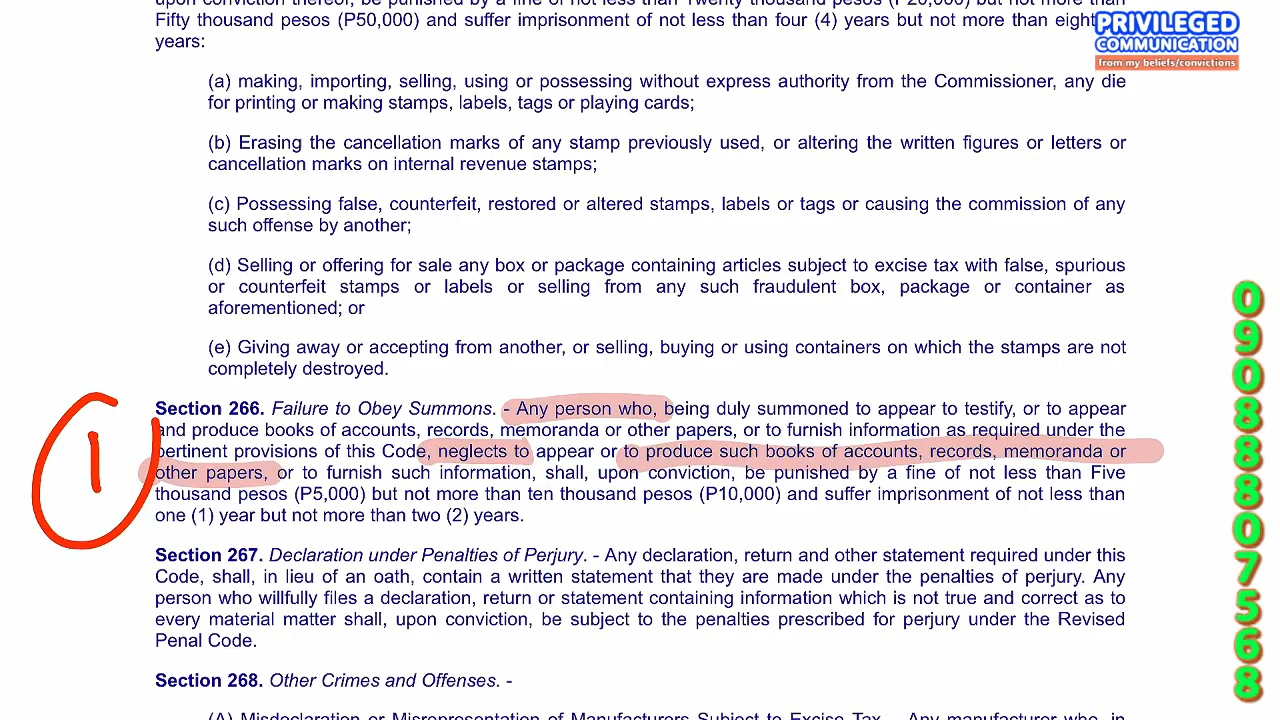 upon conviction thereof, be punished by a fine of not less than Twenty thousand pesos (P20,000) but not more than
Fifty thousand pesos (P50,000) and suffer imprisonment of not less than four (4) years but not more than eight
years:
PRIVILEGED
COMMUNICATION
from my beliefs/convictions
(a) making, importing, selling, using or possessing without express authority from the Commissioner, any die
for printing or making stamps, labels, tags or playing cards;
(b) Erasing the cancellation marks of any stamp previously used, or altering the written figures or letters or
cancellation marks on internal revenue stamps;
(c) Possessing false, counterfeit, restored or altered stamps, labels or tags or causing the commission of any
such offense by another;
(d) Selling or offering for sale any box or package containing articles subject to excise tax with false, spurious
or counterfeit stamps or labels or selling from any such fraudulent box, package or container as
aforementioned; or
(e) Giving away or accepting from another, or selling, buying or using containers on which the stamps are not
completely destroyed.
1
Section 266. Failure to Obey Summons. - Any person who, being duly summoned to appear to testify, or to appear
and produce books of accounts, records, memoranda or other papers, or to furnish information as required under the
pertinent provisions of this Code, neglects to appear or to produce such books of accounts, records, memoranda or
other papers, or to furnish such information, shall, upon conviction, be punished by a fine of not less than Five
thousand pesos (P5,000) but not more than ten thousand pesos (P10,000) and suffer imprisonment of not less than
one (1) year but not more than two (2) years.
Section 267. Declaration under Penalties of Perjury. - Any declaration, return and other statement required under this
Code, shall, in lieu of an oath, contain a written statement that they are made under the penalties of perjury. Any
person who willfully files a declaration, return or statement containing information which is not true and correct as to
every material matter shall, upon conviction, be subject to the penalties prescribed for perjury under the Revised
Penal Code.
Section 268. Other Crimes and Offenses. -
(A) Misdeclaration or Misrepresentation of Manufacturers Subject to Excise Tax. - Any manufacturer who, in
09088807568